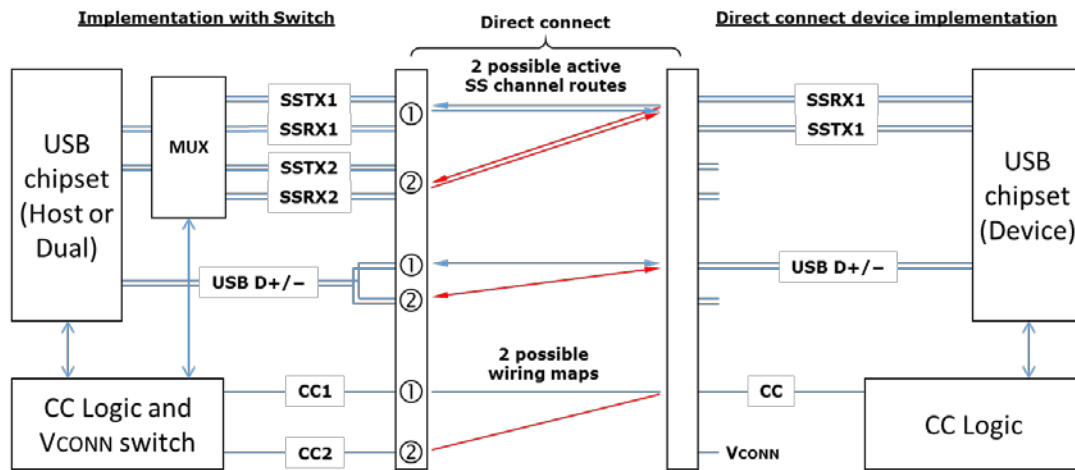 Implementation with Switch
Direct connect
Direct connect device implementation
2 possible active
SS channel routes
USB
chipset
(Host or
Dual)
MUX
SSTX1
SSRX1
SSTX2
SSRX2
①
②
SSRX1
SSTX1
USB
chipset
(Device)
USB D+/−
①
②
USB D+/−
2 possible
wiring maps
CC Logic and
VCONN switch
CC1
①
CC
CC Logic
CC2
②
VCONN